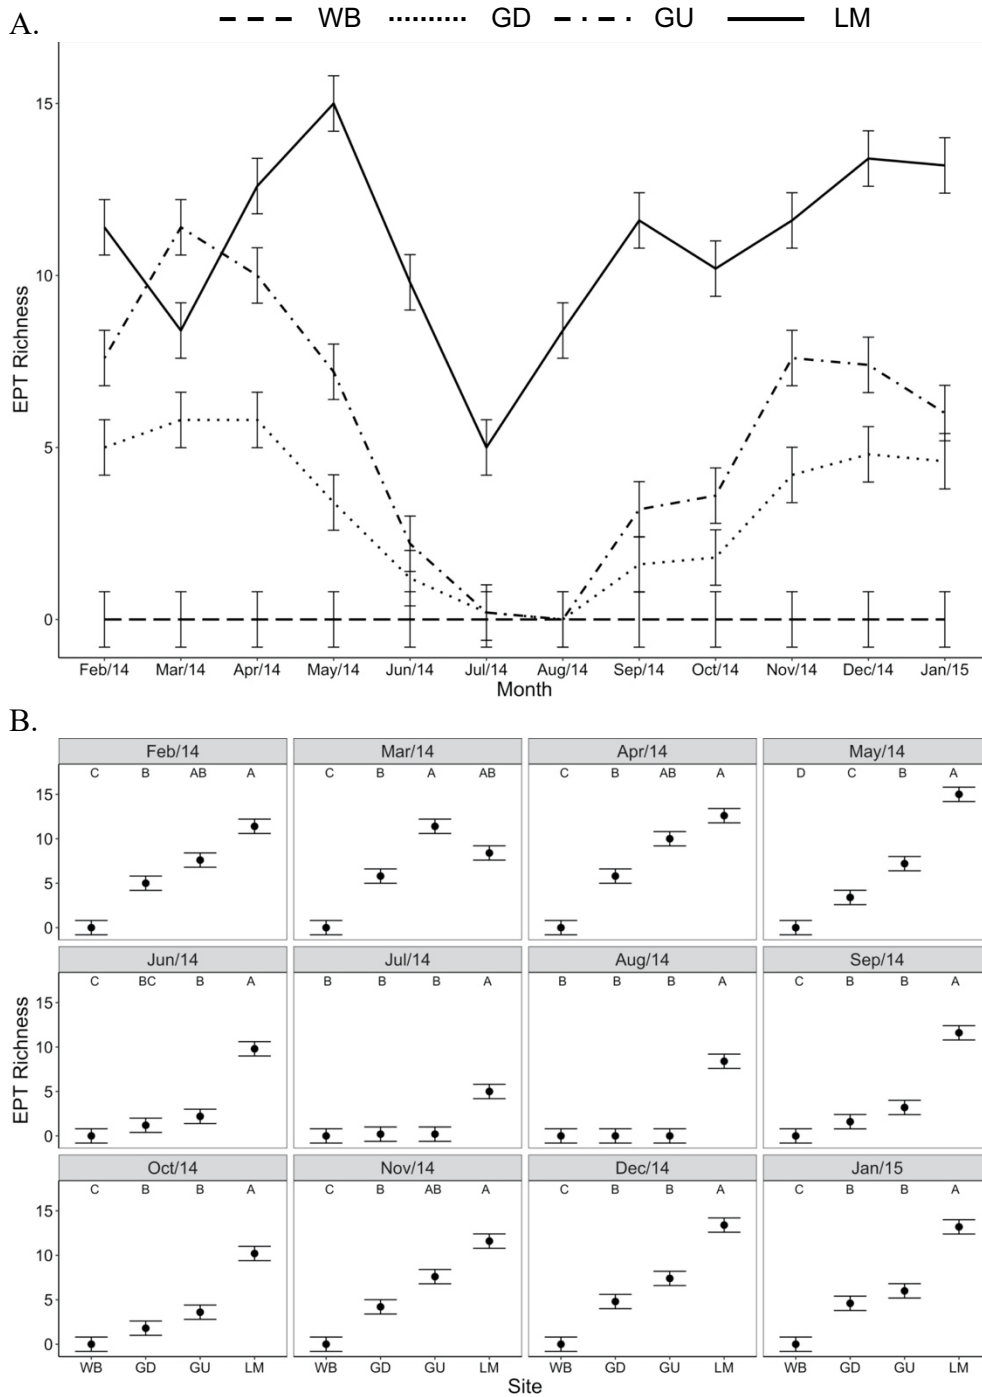 A.
WB GD GU LM
15
10
5
0
EPT Richness
Feb/14 Mar/14 Apr/14 May/14 Jun/14 Jul/14 Aug/14 Sep/14 Oct/14 Nov/14 Dec/14 Jan/15
Month
B.
Feb/14 Mar/14 Apr/14 May/14
C B AB A C B A AB C B AB A D C B A
15
10
5
0
Jun/14 Jul/14 Aug/14 Sep/14
C BC B A B B B A B B B A C B B A
15
10
5
0
EPT Richness
Oct/14 Nov/14 Dec/14 Jan/15
C B B A C B AB A C B B A C B B A
15
10
5
0
WB GD GU LM WB GD GU LM WB GD GU LM WB GD GU LM
Site